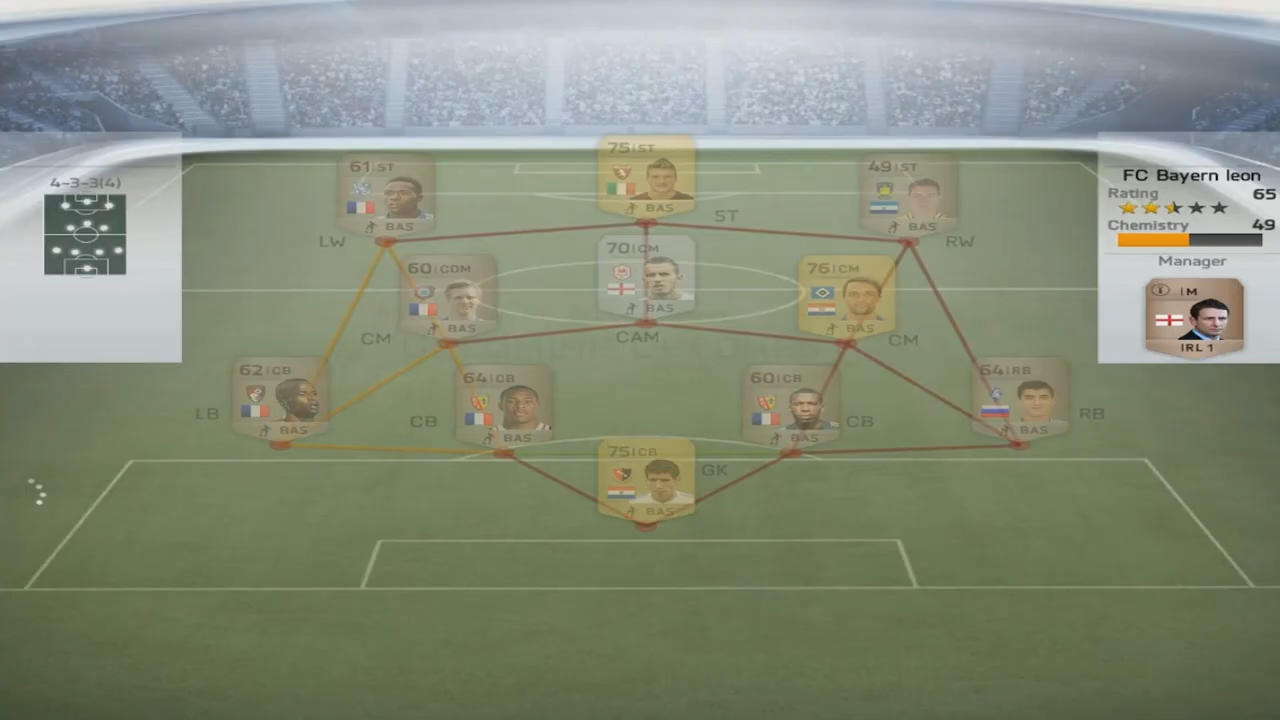 4-3-3(4)
FC Bayern leon
Rating 65
Chemistry 49
Manager
M
IRL 1
61 ST
BAS
LW
75 ST
BAS
ST
49 ST
BAS
RW
60 CDM
BAS
CM
70 CM
BAS
CAM
76 CM
BAS
CM
62 CB
BAS
LB
64 CB
BAS
CB
60 CB
BAS
CB
64 RB
BAS
RB
75 CB
BAS
GK